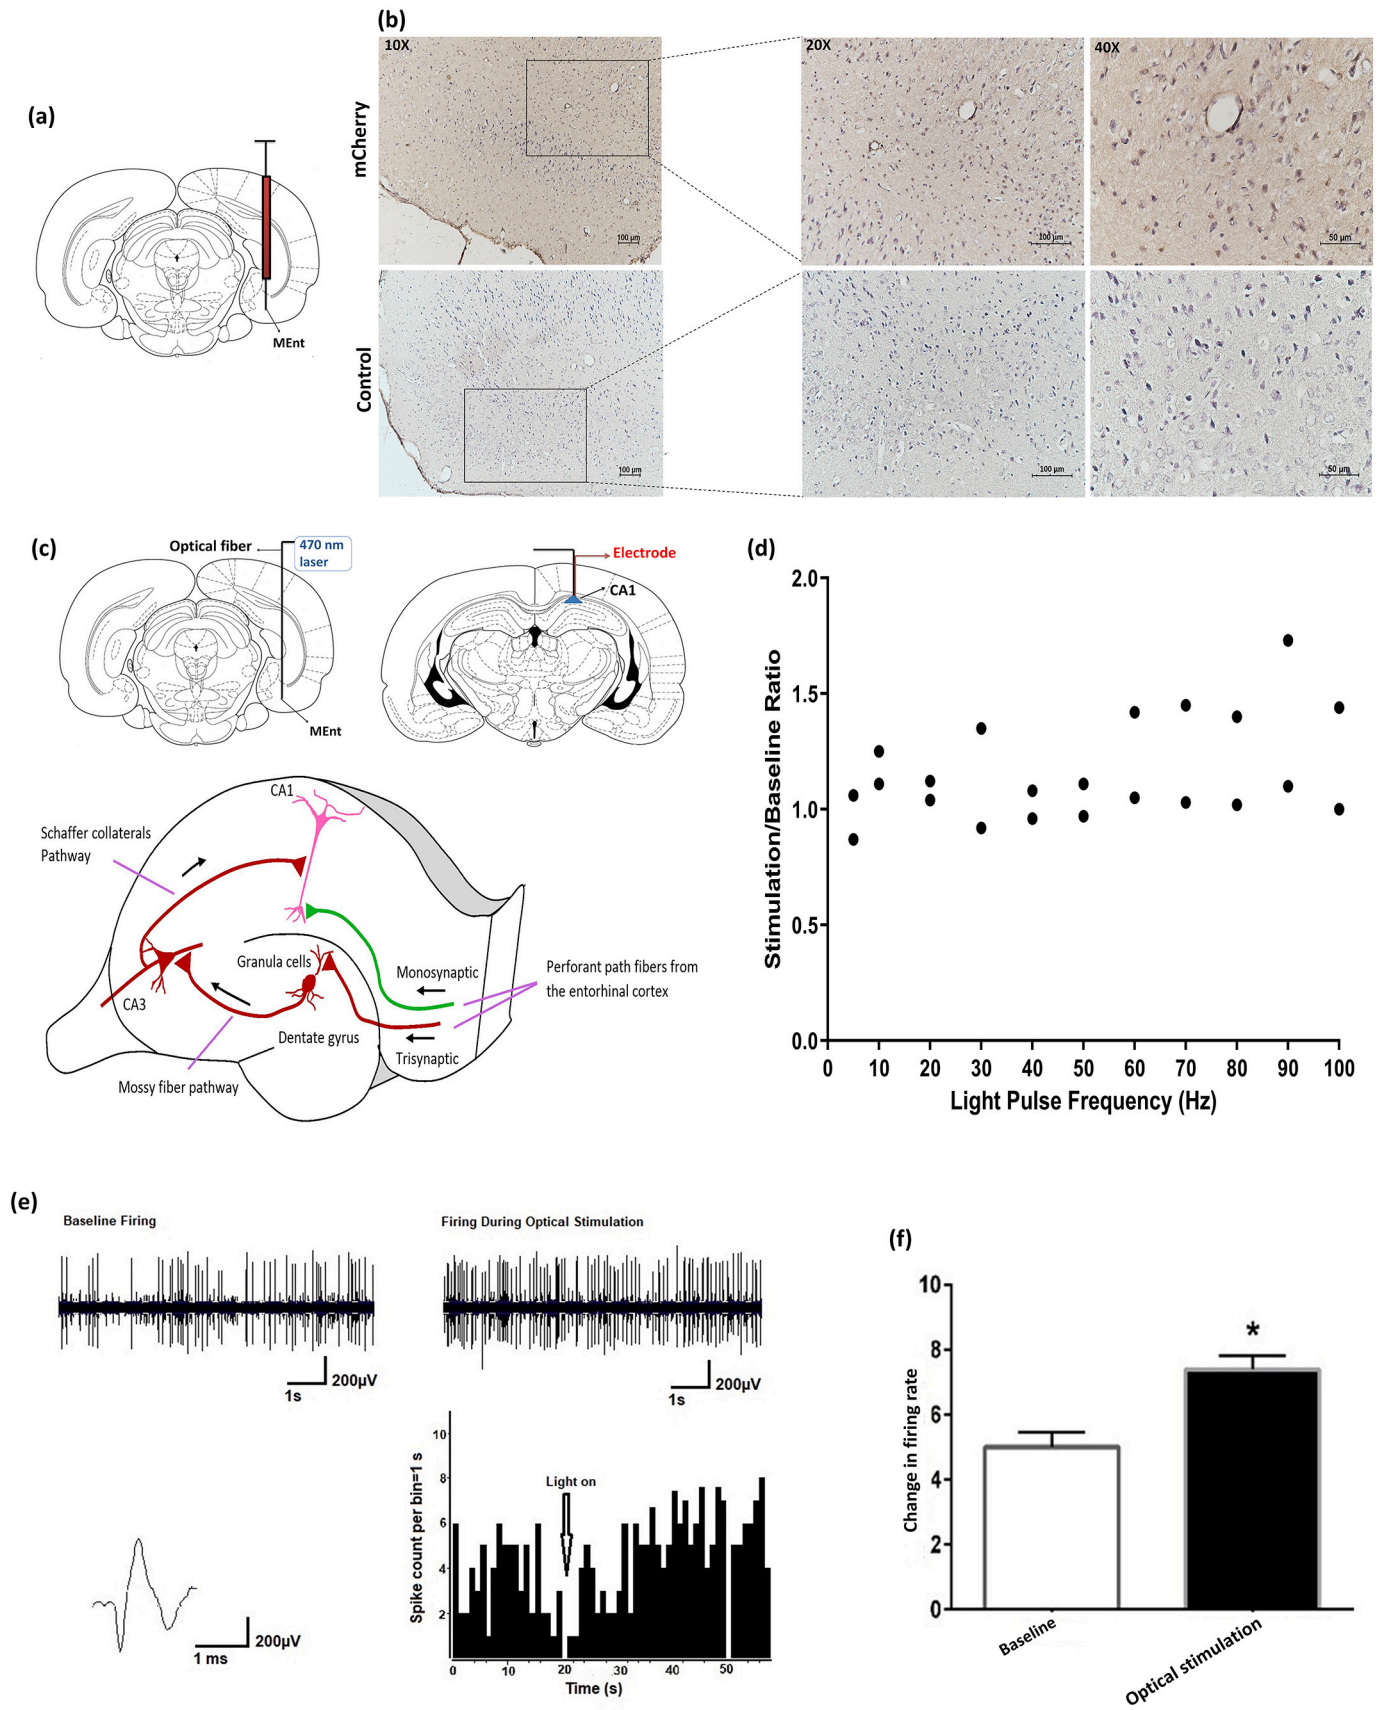 (a)
MEnt
(b)
10X
20X
40X
mCherry
100 µm
100 µm
50 µm
Control
100 µm
100 µm
50 µm
(c)
Optical fiber
470 nm
laser
MEnt
Electrode
CA1
CA1
Schaffer collaterals
Pathway
Granula cells
Monosynaptic
Perforant path fibers from
the entorhinal cortex
CA3
Dentate gyrus
Trisynaptic
Mossy fiber pathway
(d)
Stimulation/Baseline Ratio
2.0
1.5
1.0
0.5
0.0
0 10 20 30 40 50 60 70 80 90 100
Light Pulse Frequency (Hz)
(e)
Baseline Firing
Firing During Optical Stimulation
200µV
1s
200µV
1s
200µV
1 ms
Spike count per bin=1 s
10
8
6
4
2
Light on
0 10 20 30 40 50
Time (s)
(f)
Change in firing rate
10
8
6
4
2
0
*
Baseline
Optical stimulation